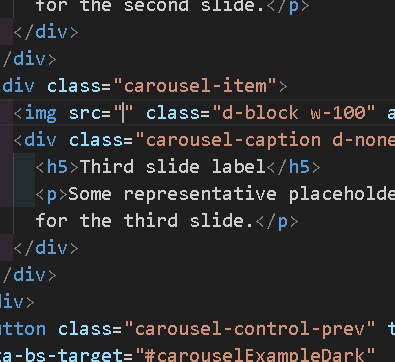 for the second slide.</p>
</div>
/div>
div class="carousel-item">
<img src="" class="d-block w-100" a
<div class="carousel-caption d-none
<h5>Third slide label</h5>
<p>Some representative placeholde
for the third slide.</p>
</div>
/div>
div>
utton class="carousel-control-prev" t
ta-bs-target="#carouselExampleDark"